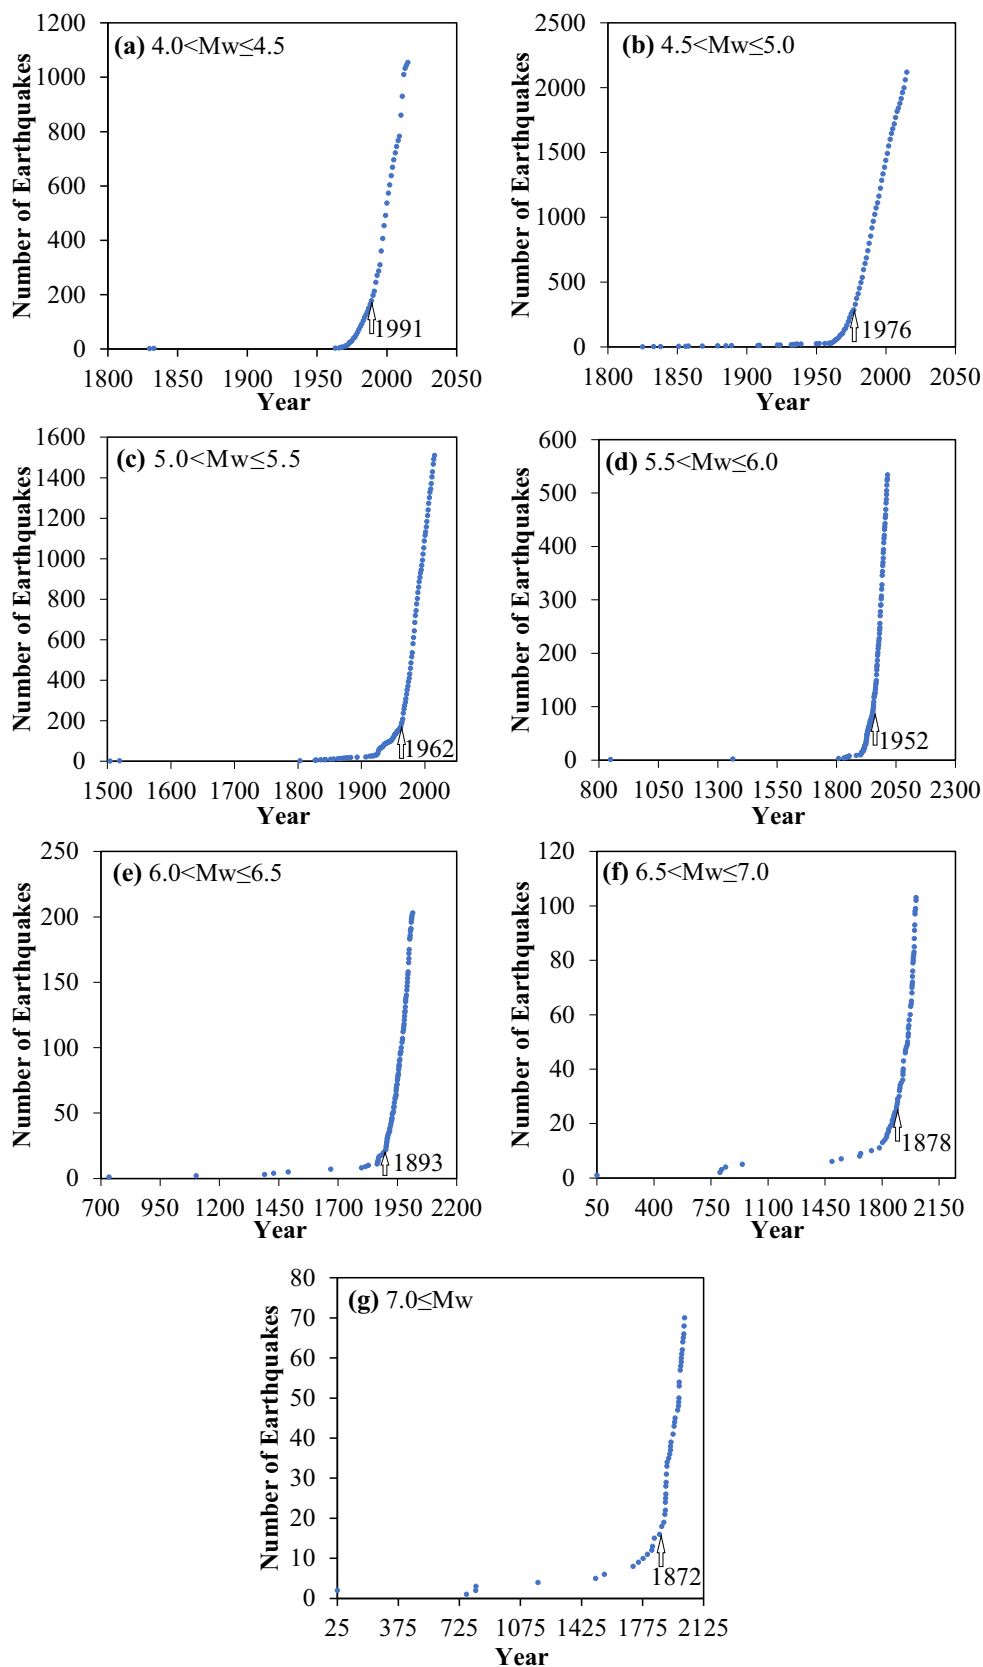 (a) 4.0<Mw≤4.5
Number of Earthquakes
1200
1000
800
600
400
200
0
1991
1800 1850 1900 1950 2000 2050
Year
(b) 4.5<Mw≤5.0
Number of Earthquakes
2500
2000
1500
1000
500
0
1976
1800 1850 1900 1950 2000 2050
Year
(c) 5.0<Mw≤5.5
Number of Earthquakes
1600
1400
1200
1000
800
600
400
200
0
1962
1500 1600 1700 1800 1900 2000
Year
(d) 5.5<Mw≤6.0
Number of Earthquakes
600
500
400
300
200
100
0
1952
800 1050 1300 1550 1800 2050 2300
Year
(e) 6.0<Mw≤6.5
Number of Earthquakes
250
200
150
100
50
0
1893
700 950 1200 1450 1700 1950 2200
Year
(f) 6.5<Mw≤7.0
Number of Earthquakes
120
100
80
60
40
20
0
1878
50 400 750 1100 1450 1800 2150
Year
(g) 7.0≤Mw
Number of Earthquakes
80
70
60
50
40
30
20
10
0
1872
25 375 725 1075 1425 1775 2125
Year